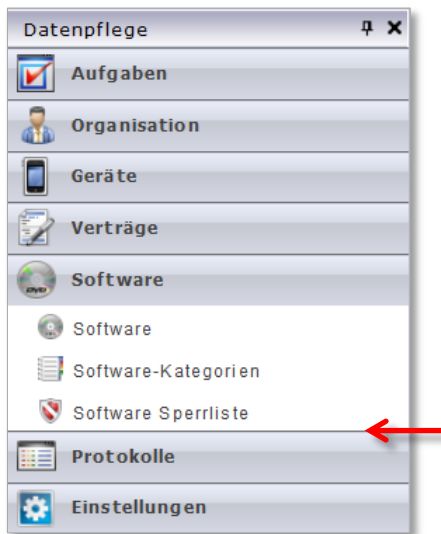 Datenpflege
Aufgaben
Organisation
Geräte
Verträge
Software
Software
Software-Kategorien
Software Sperrliste
Protokolle
Einstellungen